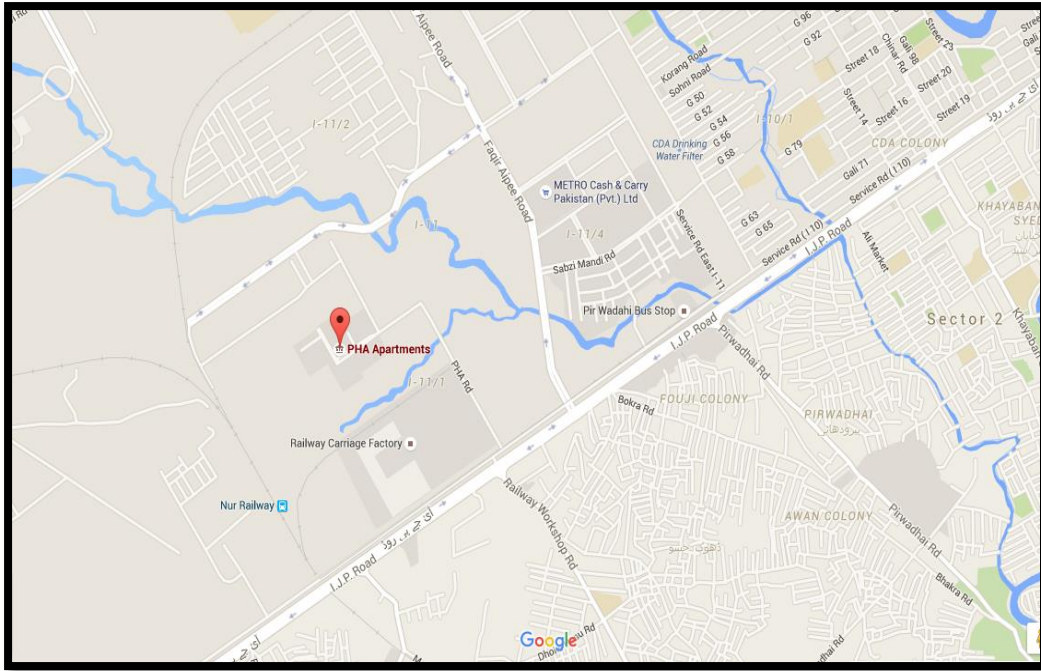 Faqir Aipee Road
Korang Road
Sohni Road
G 50
G 52
G 54
G 56
G 58
G 96
G 92
Street 18
Gali 98
Chinar Rd
Street 20
Street 16
Street 19
Street 14
I-11/2
I-10/1
CDA Drinking
Water Filter
G 79
Gali 71
CDA COLONY
METRO Cash & Carry
Pakistan (Pvt.) Ltd
Faqir Aipee Road
I-11
I-11/4
Service Rd East I-11
G 63
G 65
Service Rd (I 10)
Service Rd (I 10)
I.J.P. Road
Ali Market
Sabzi Mandi Rd
Pir Wadahi Bus Stop
I.J.P. Road
Sector 2
PHA Apartments
I-11/1
PHA Rd
Pirwadhai Rd
Bokra Rd
FOUJI COLONY
PIRWADHAI
پیرودھائی
Railway Carriage Factory
Nur Railway
Railway Workshop Rd
AWAN COLONY
Pirwadhai Rd
Bhakra Rd
I.J.P. Road
Google